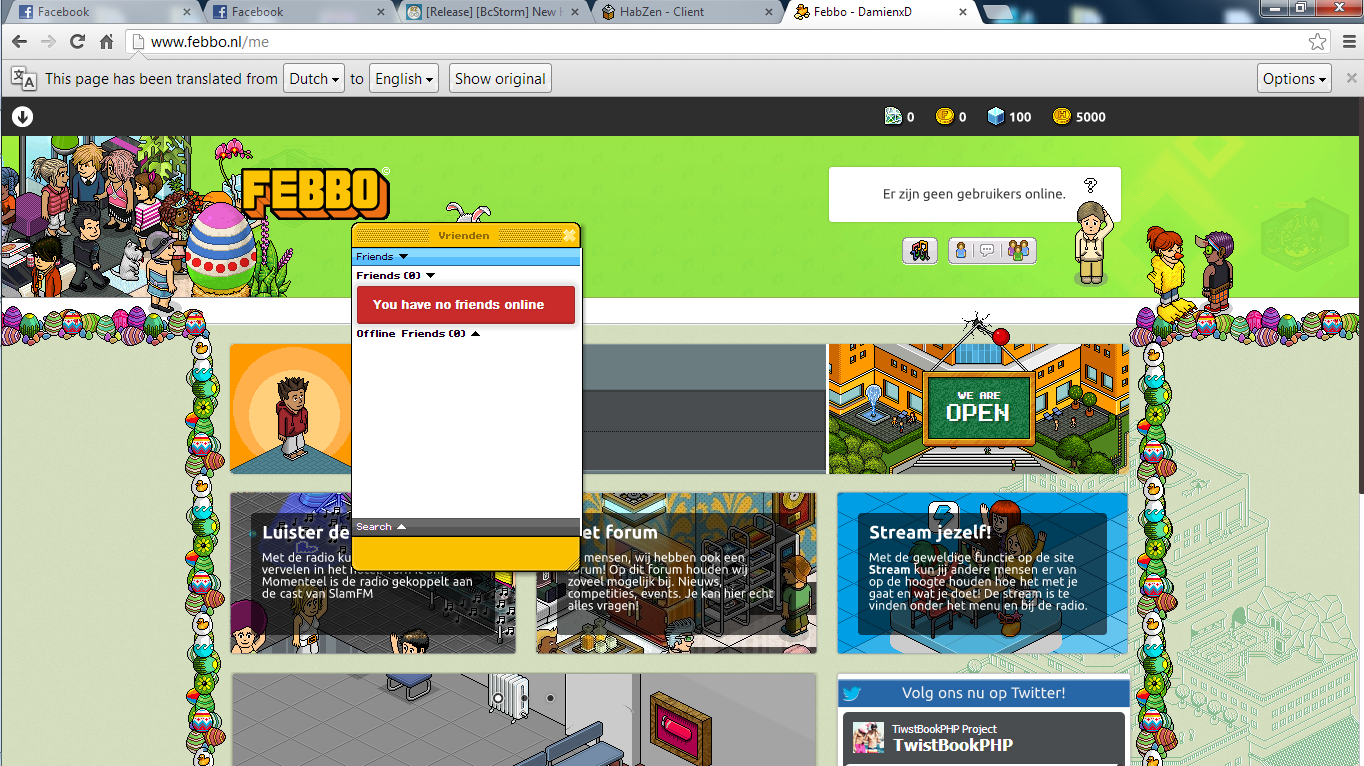 Facebook
Facebook
[Release] [BcStorm] New
HabZen - Client
Febbo - DamienxD
www.febbo.nl/me
This page has been translated from Dutch to English Show original Options
0 0 100 5000
FEBBO
Er zijn geen gebruikers online.
?
Vrienden
Friends
Friends (0)
You have no friends online
Offline Friends (0)
Search
WE ARE
OPEN
Luister de
Met de radio
vervelen in het
Momenteel is de radio gekoppelt aan
de cast van SlamFM
et forum
mensen, wij hebben ook een
forum! Op dit forum houden wij
zoveel mogelijk bij. Nieuws,
competities, events. Je kan hier echt
alles vragen!
Stream jezelf!
Met de geweldige functie op de site
Stream kun jij andere mensen er van
op de hoogte houden hoe het met je
gaat en wat je doet! De stream is te
vinden onder het menu en bij de radio.
Volg ons nu op Twitter!
TiwstBookPHP Project
TwistBookPHP